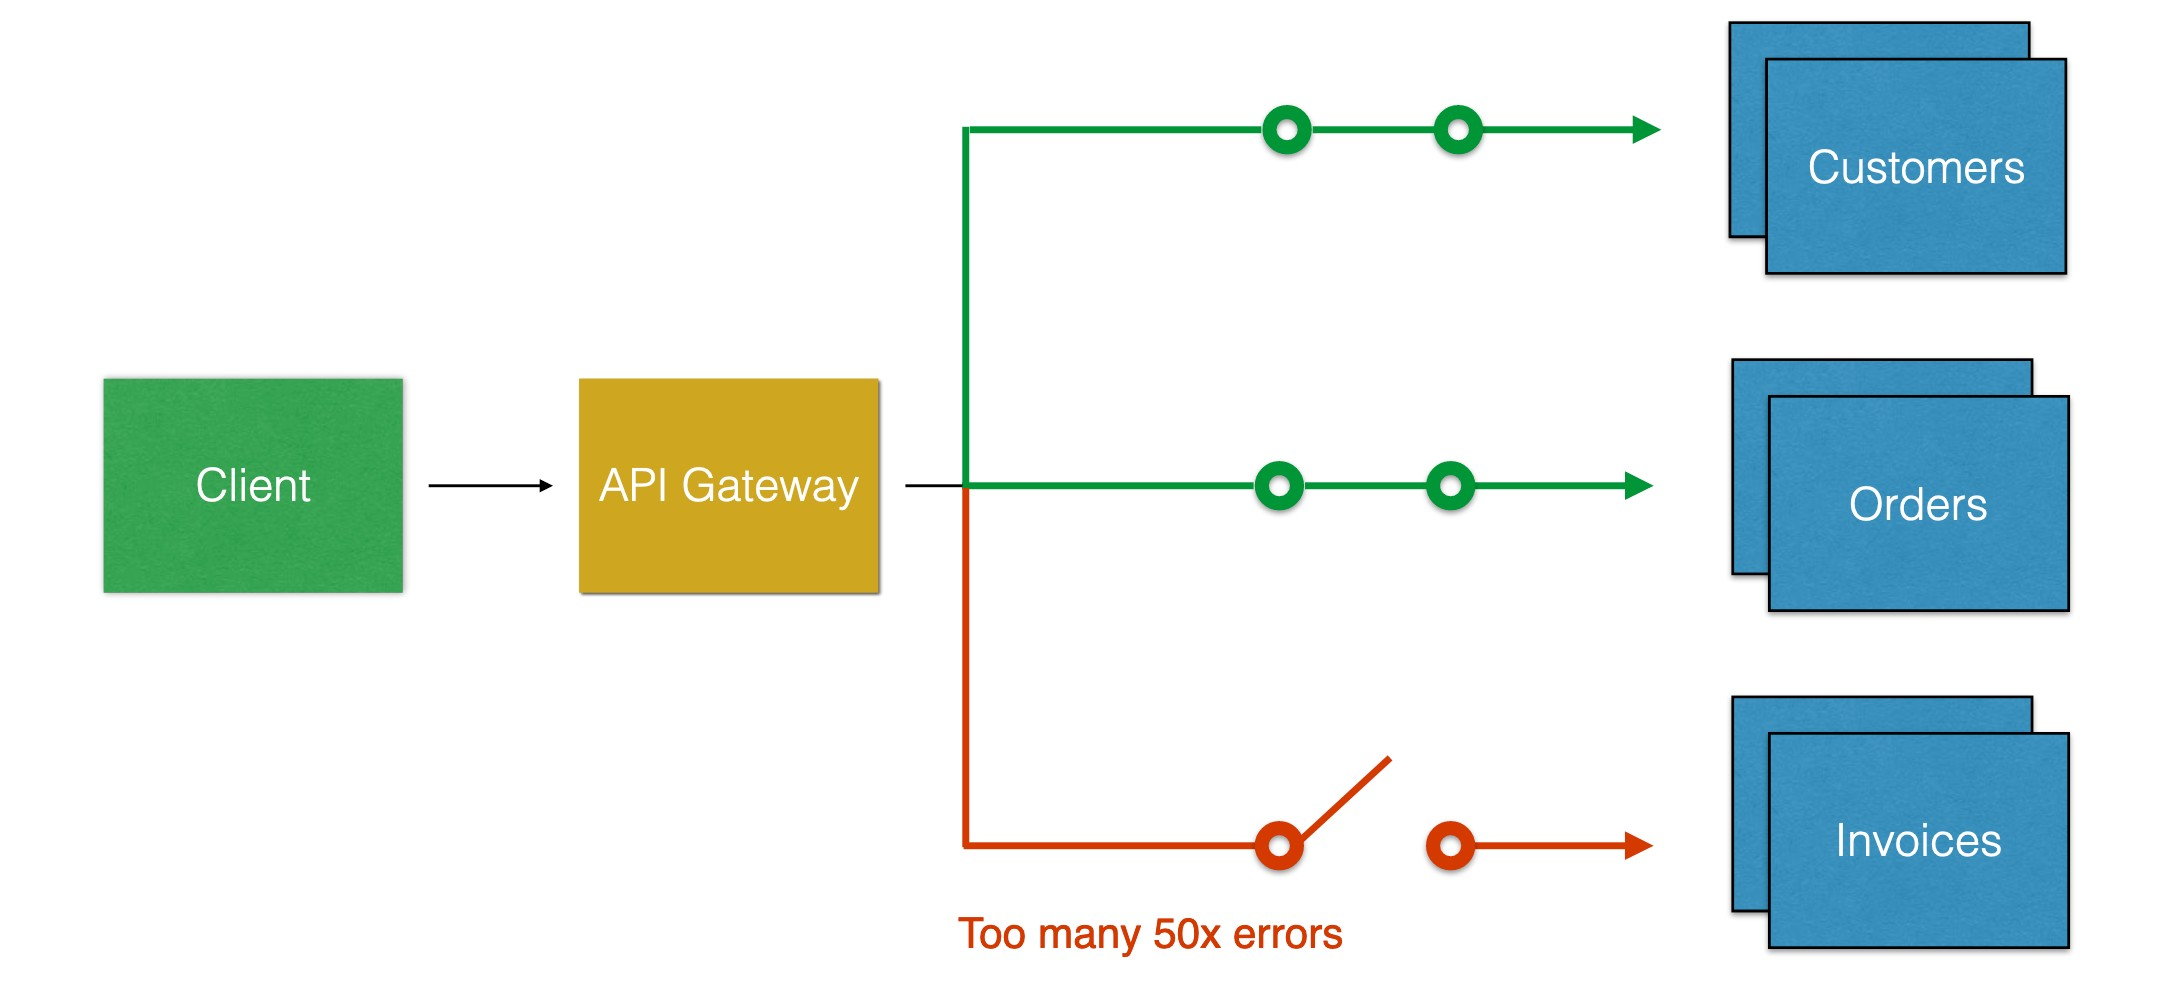 Customers
Client
API Gateway
Orders
Invoices
Too many 50x errors